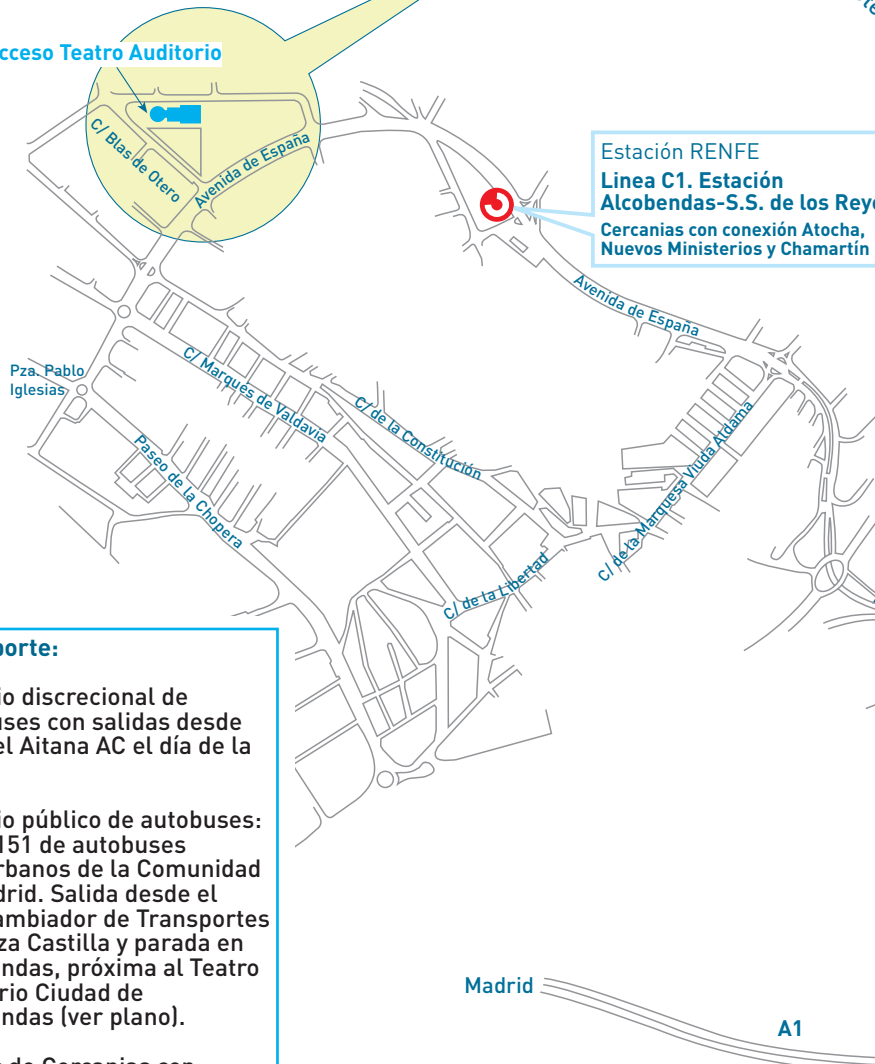 cceso Teatro Auditorio
C/ Blas de Otero
Avenida de España
Estación RENFE
Linea C1. Estación
Alcobendas-S.S. de los Reye
Cercanias con conexión Atocha,
Nuevos Ministerios y Chamartín
Avenida de España
Pza. Pablo
Iglesias
C/ Marqués de Valdavia
C/ de la Constitución
Paseo de la Chopera
C/ de la Marquesa Viuda Aldama
C/ de la Libertad
porte:
io discrecional de
uses con salidas desde
el Aitana AC el día de la
io público de autobuses:
151 de autobuses
rbanos de la Comunidad
drid. Salida desde el
ambiador de Transportes
za Castilla y parada en
ndas, próxima al Teatro
rio Ciudad de
ndas (ver plano).
de Cercanias con
Madrid
A1